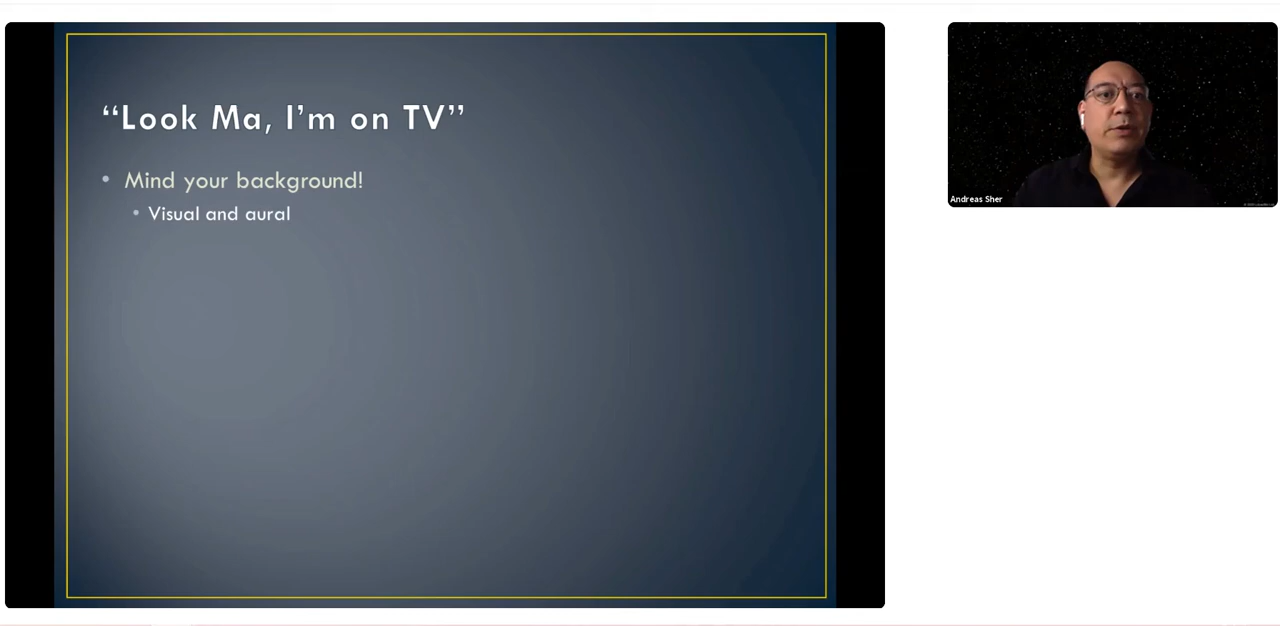 “Look Ma, I’m on TV”
• Mind your background!
• Visual and aural
Andreas Sher